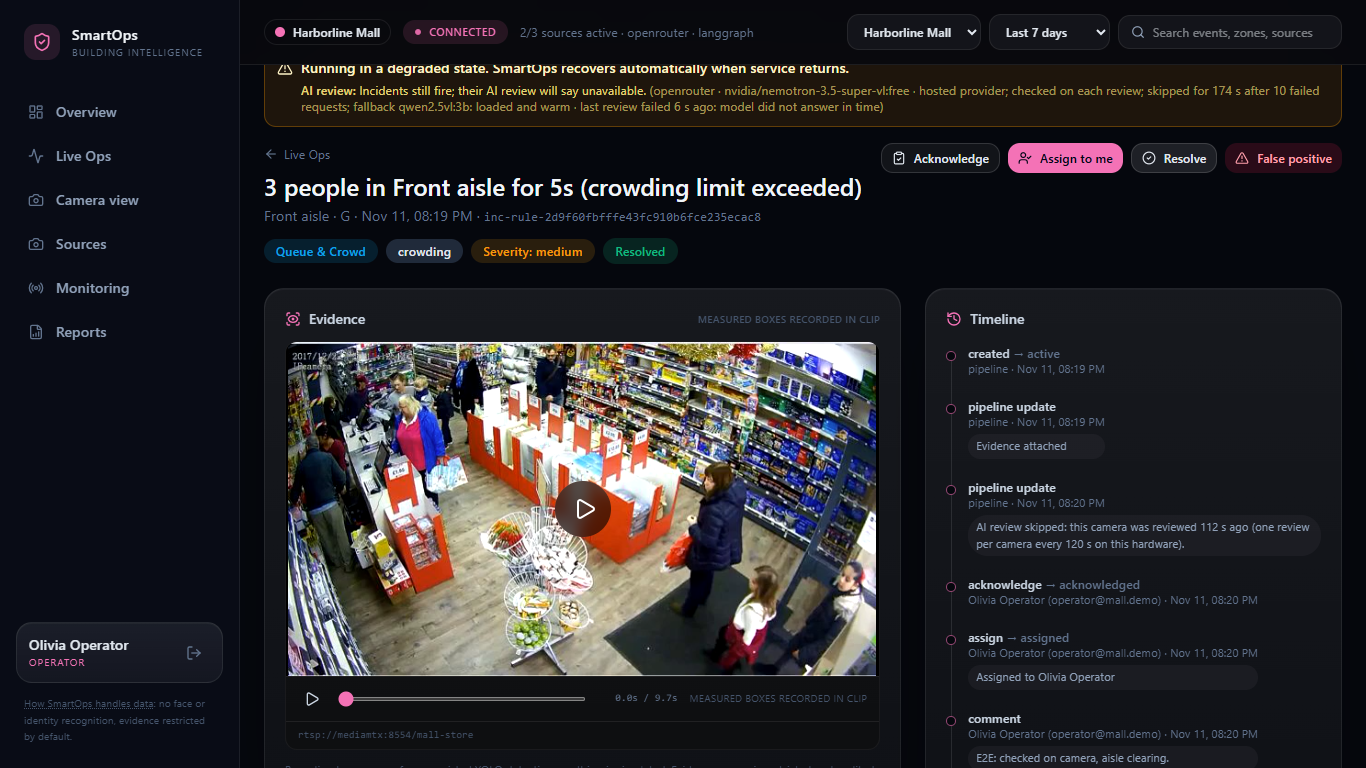 SmartOps
BUILDING INTELLIGENCE
Overview
Live Ops
Camera view
Sources
Monitoring
Reports
Olivia Operator
OPERATOR
How SmartOps handles data: no face or
identity recognition, evidence restricted
by default.
Harborline Mall
CONNECTED
2/3 sources active · openrouter · langgraph
Harborline Mall
Last 7 days
Search events, zones, sources
Running in a degraded state. SmartOps recovers automatically when service returns.
AI review: Incidents still fire; their AI review will say unavailable. (openrouter · nvidia/nemotron-3.5-super-vl:free · hosted provider; checked on each review; skipped for 174 s after 10 failed
requests; fallback qwen2.5vl:3b: loaded and warm · last review failed 6 s ago: model did not answer in time)
Live Ops
Acknowledge
Assign to me
Resolve
False positive
3 people in Front aisle for 5s (crowding limit exceeded)
Front aisle · G · Nov 11, 08:19 PM · inc-rule-2d9f60fbfffe43fc910b6fce235ecac8
Queue & Crowd
crowding
Severity: medium
Resolved
Evidence
MEASURED BOXES RECORDED IN CLIP
0.0s / 9.7s
MEASURED BOXES RECORDED IN CLIP
rtsp://mediamtx:8554/mall-store
Timeline
created → active
pipeline · Nov 11, 08:19 PM
pipeline update
pipeline · Nov 11, 08:19 PM
Evidence attached
pipeline update
pipeline · Nov 11, 08:20 PM
AI review skipped: this camera was reviewed 112 s ago (one review
per camera every 120 s on this hardware).
acknowledge → acknowledged
Olivia Operator (operator@mall.demo) · Nov 11, 08:20 PM
assign → assigned
Olivia Operator (operator@mall.demo) · Nov 11, 08:20 PM
Assigned to Olivia Operator
comment
Olivia Operator (operator@mall.demo) · Nov 11, 08:20 PM
E2E: checked on camera, aisle clearing.